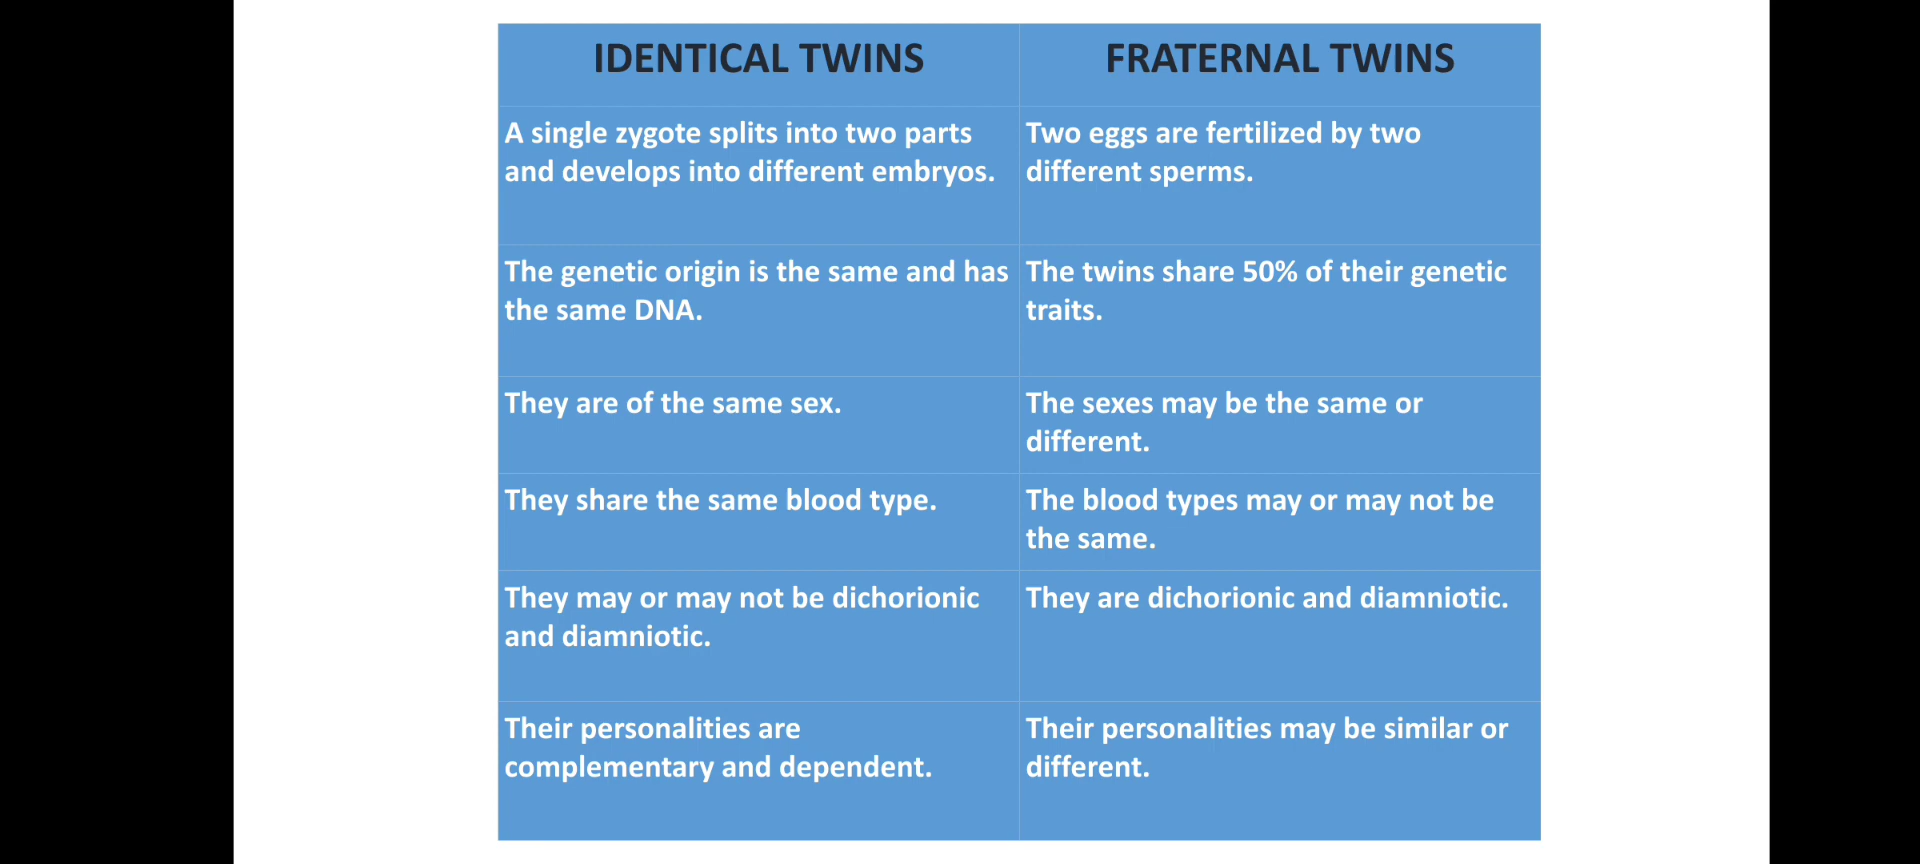 IDENTICAL TWINS
FRATERNAL TWINS
A single zygote splits into two parts
and develops into different embryos.
Two eggs are fertilized by two
different sperms.
The genetic origin is the same and has
the same DNA.
The twins share 50% of their genetic
traits.
They are of the same sex.
The sexes may be the same or
different.
They share the same blood type.
The blood types may or may not be
the same.
They may or may not be dichorionic
and diamniotic.
They are dichorionic and diamniotic.
Their personalities are
complementary and dependent.
Their personalities may be similar or
different.